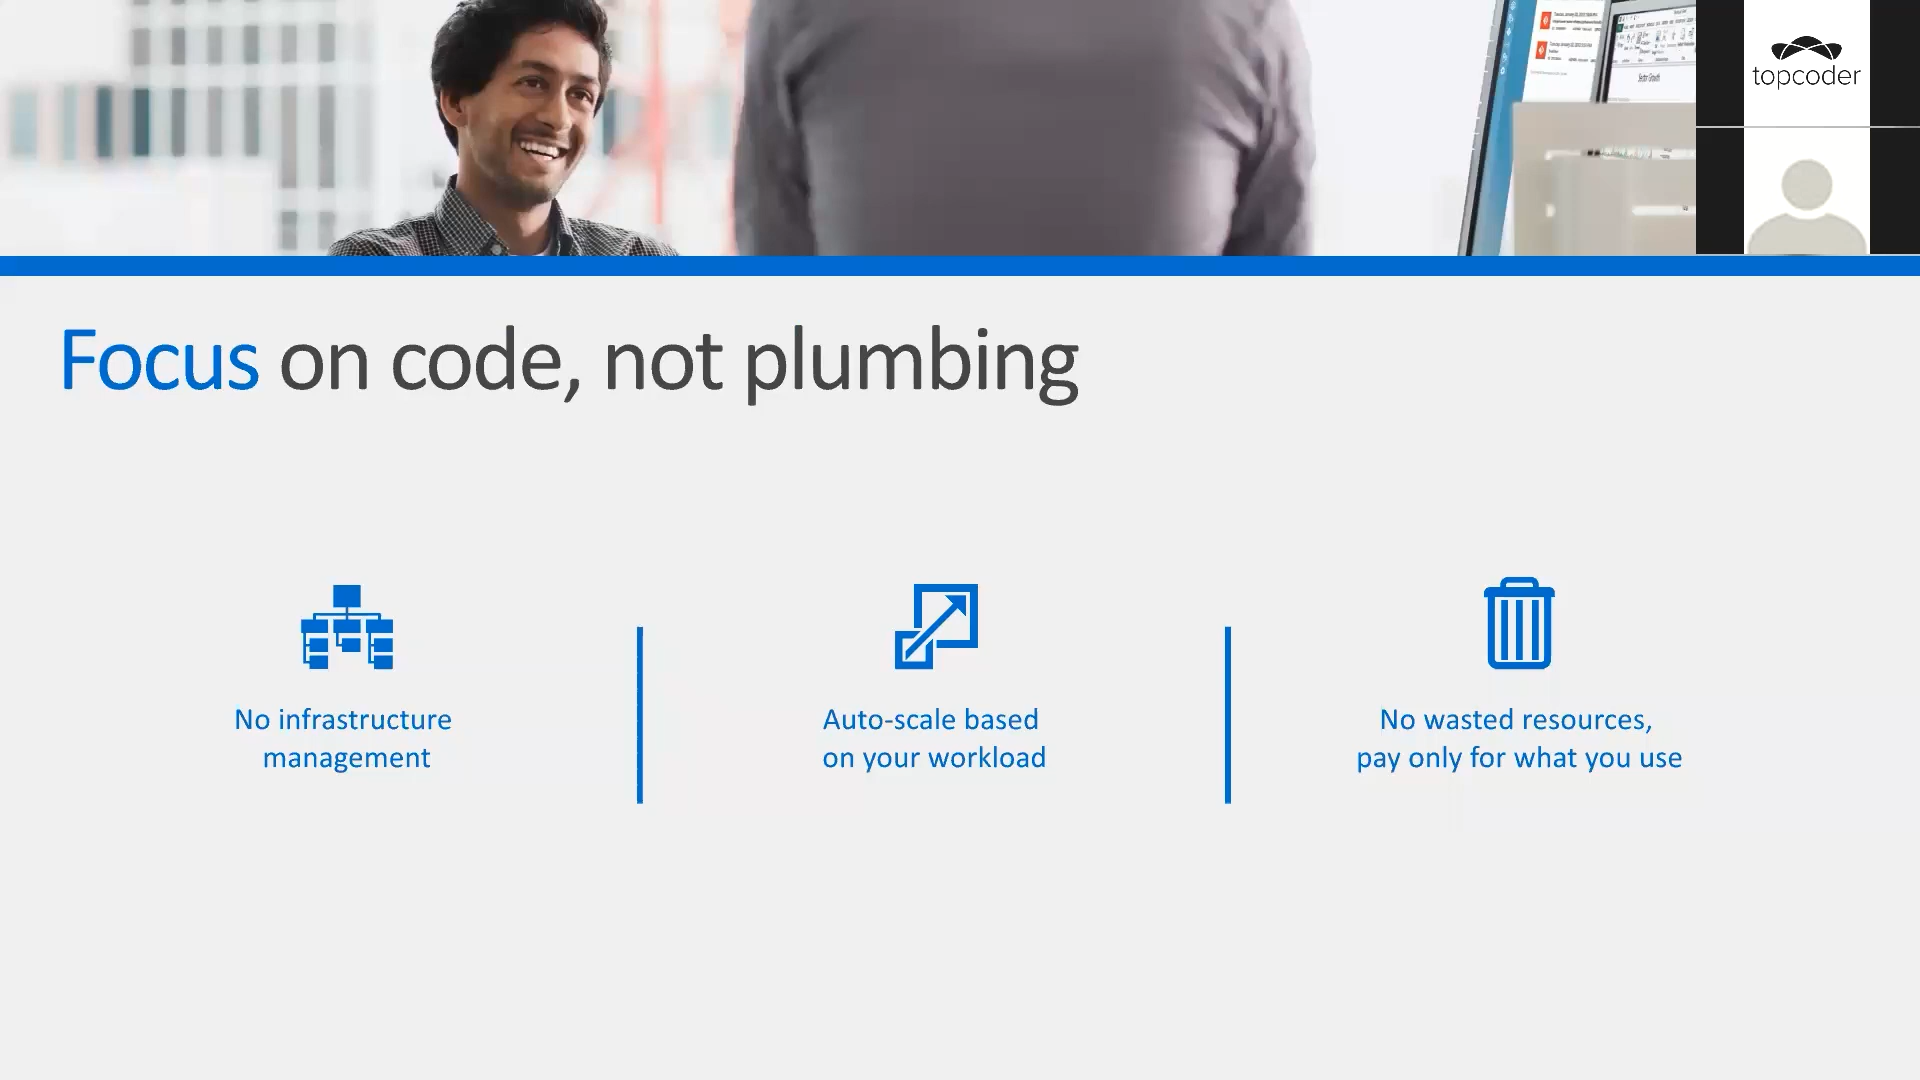 topcoder
Focus on code, not plumbing
No infrastructure
management
Auto-scale based
on your workload
No wasted resources,
pay only for what you use